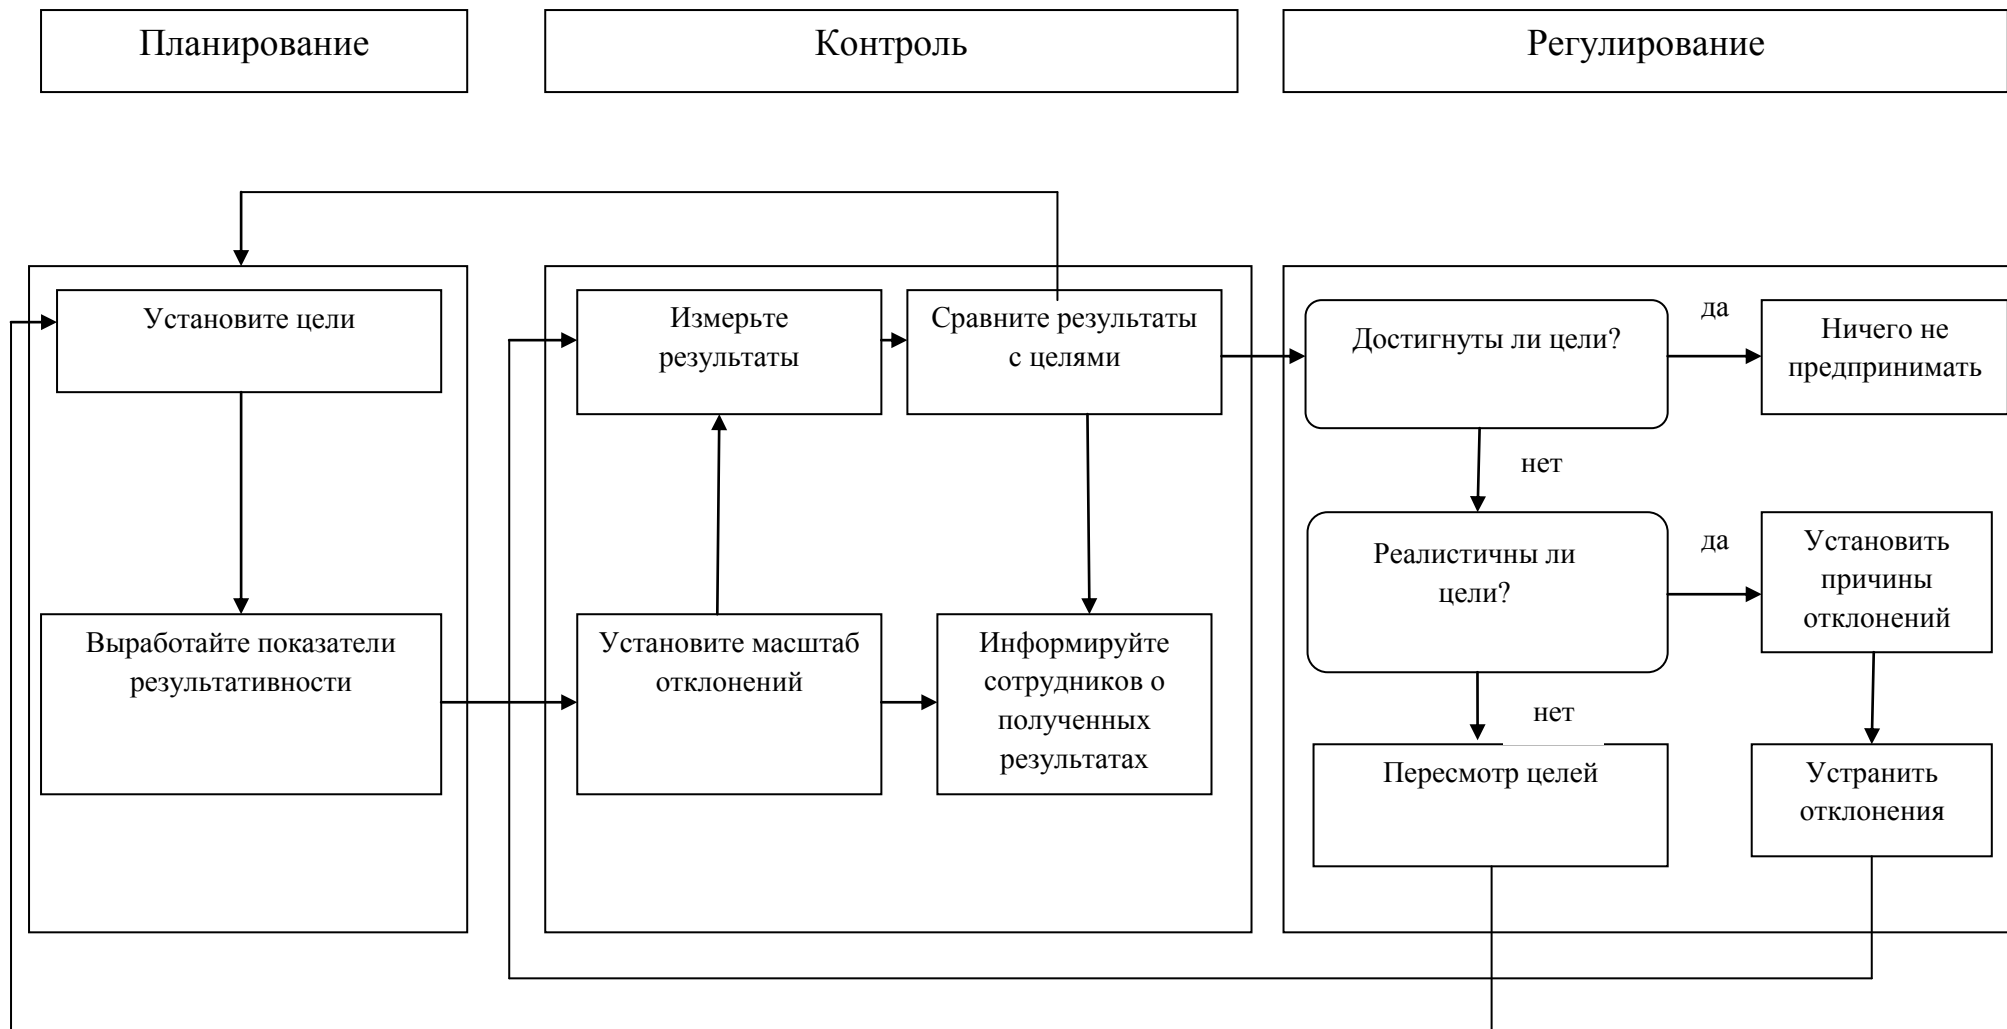 Планирование
Контроль
Регулирование
Установите цели
Измерьте
результаты
Сравните результаты
с целями
Достигнуты ли цели?
да
Ничего не
предпринимать
нет
Выработайте показатели
результативности
Установите масштаб
отклонений
Информируйте
сотрудников о
полученных
результатах
Реалистичны ли
цели?
да
Установить
причины
отклонений
нет
Пересмотр целей
Устранить
отклонения